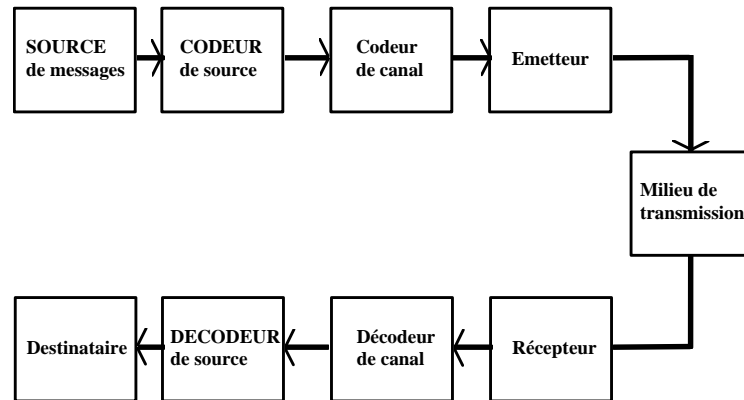 SOURCE
de messages
CODEUR
de source
Codeur
de canal
Emetteur
Milieu de
transmission
Destinataire
DECODEUR
de source
Décodeur
de canal
Récepteur